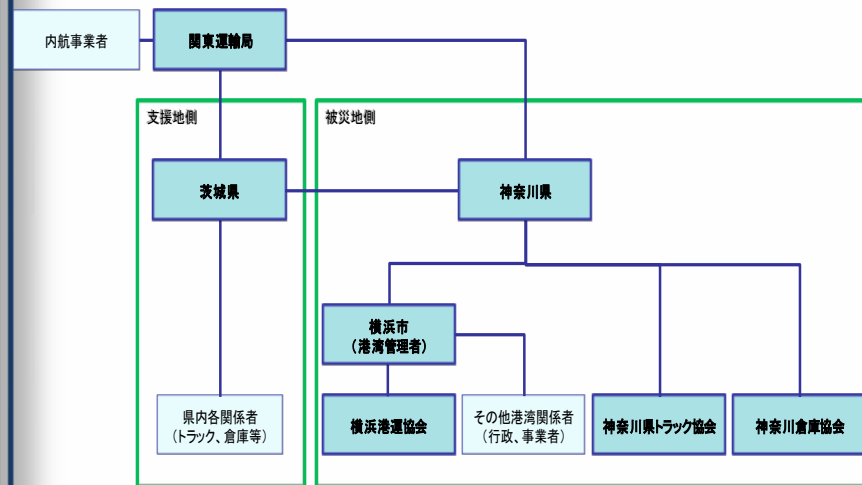 内航事業者
関東運輸局
支援地側
被災地側
茨城県
神奈川県
横浜市
（港湾管理者）
県内各関係者
（トラック、倉庫等）
横浜港運協会
その他港湾関係者
（行政、事業者）
神奈川県トラック協会
神奈川倉庫協会